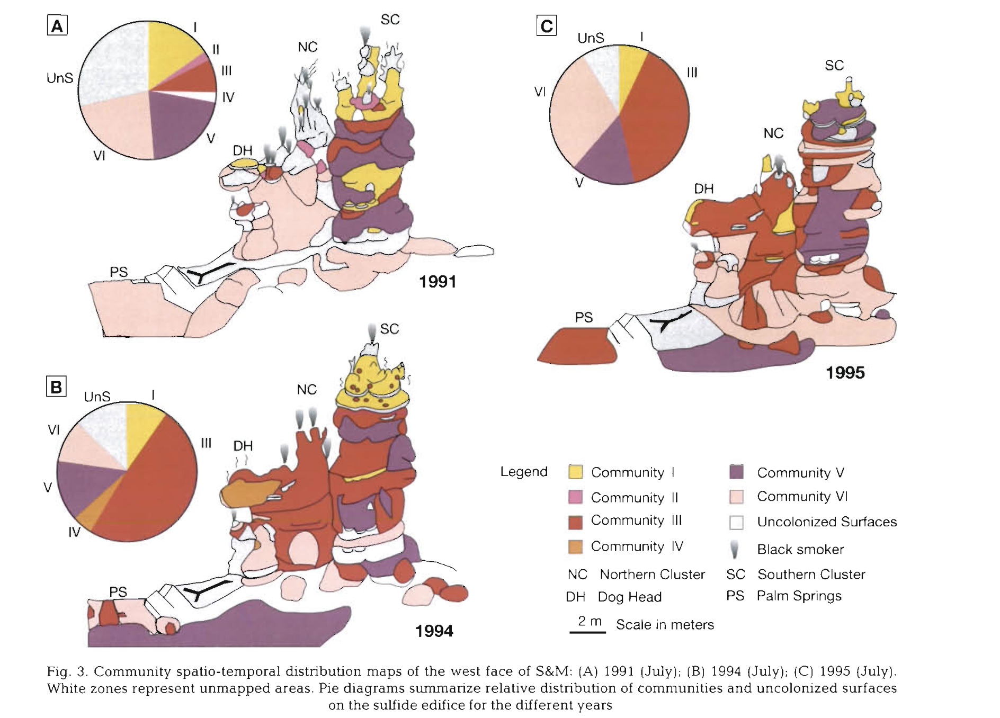 A
I
II
III
IV
V
VI
UnS
SC
NC
DH
PS
1991
B
UnS
I
III
IV
V
VI
SC
NC
DH
PS
1994
C
UnS
I
III
V
VI
SC
NC
DH
PS
1995
Legend
Community I
Community II
Community III
Community IV
Community V
Community VI
Uncolonized Surfaces
Black smoker
NC Northern Cluster SC Southern Cluster
DH Dog Head PS Palm Springs
2 m Scale in meters
Fig. 3. Community spatio-temporal distribution maps of the west face of S&M: (A) 1991 (July); (B) 1994 (July); (C) 1995 (July).
White zones represent unmapped areas. Pie diagrams summarize relative distribution of communities and uncolonized surfaces
on the sulfide edifice for the different years